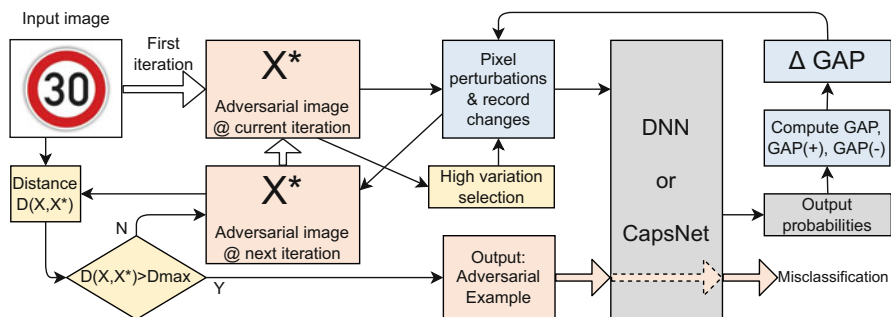 Input image
30
First
iteration
X*
Adversarial image
@ current iteration
Pixel
perturbations
& record
changes
DNN
or
CapsNet
Δ GAP
Compute GAP,
GAP(+), GAP(-)
Output
probabilities
Distance
D(X,X*)
X*
Adversarial image
@ next iteration
High variation
selection
N
D(X,X*)>Dmax
Y
Output:
Adversarial
Example
Misclassification